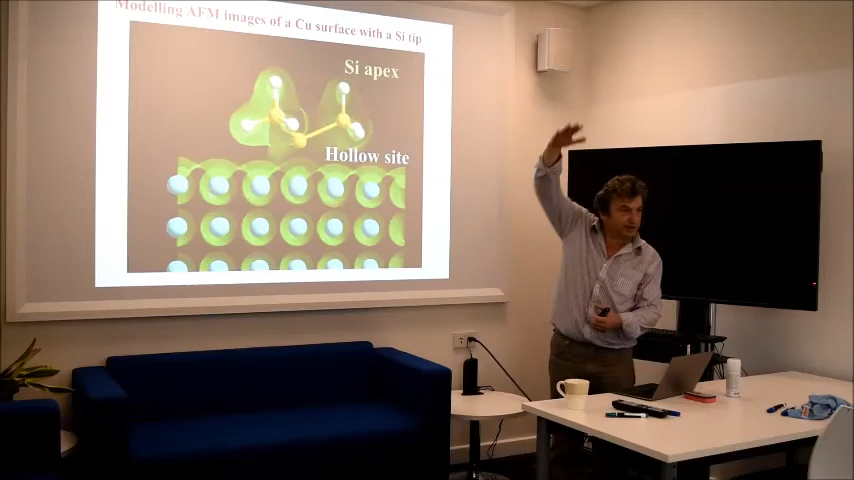 Modelling AFM images of a Cu surface with a Si tip
Si apex
Hollow site